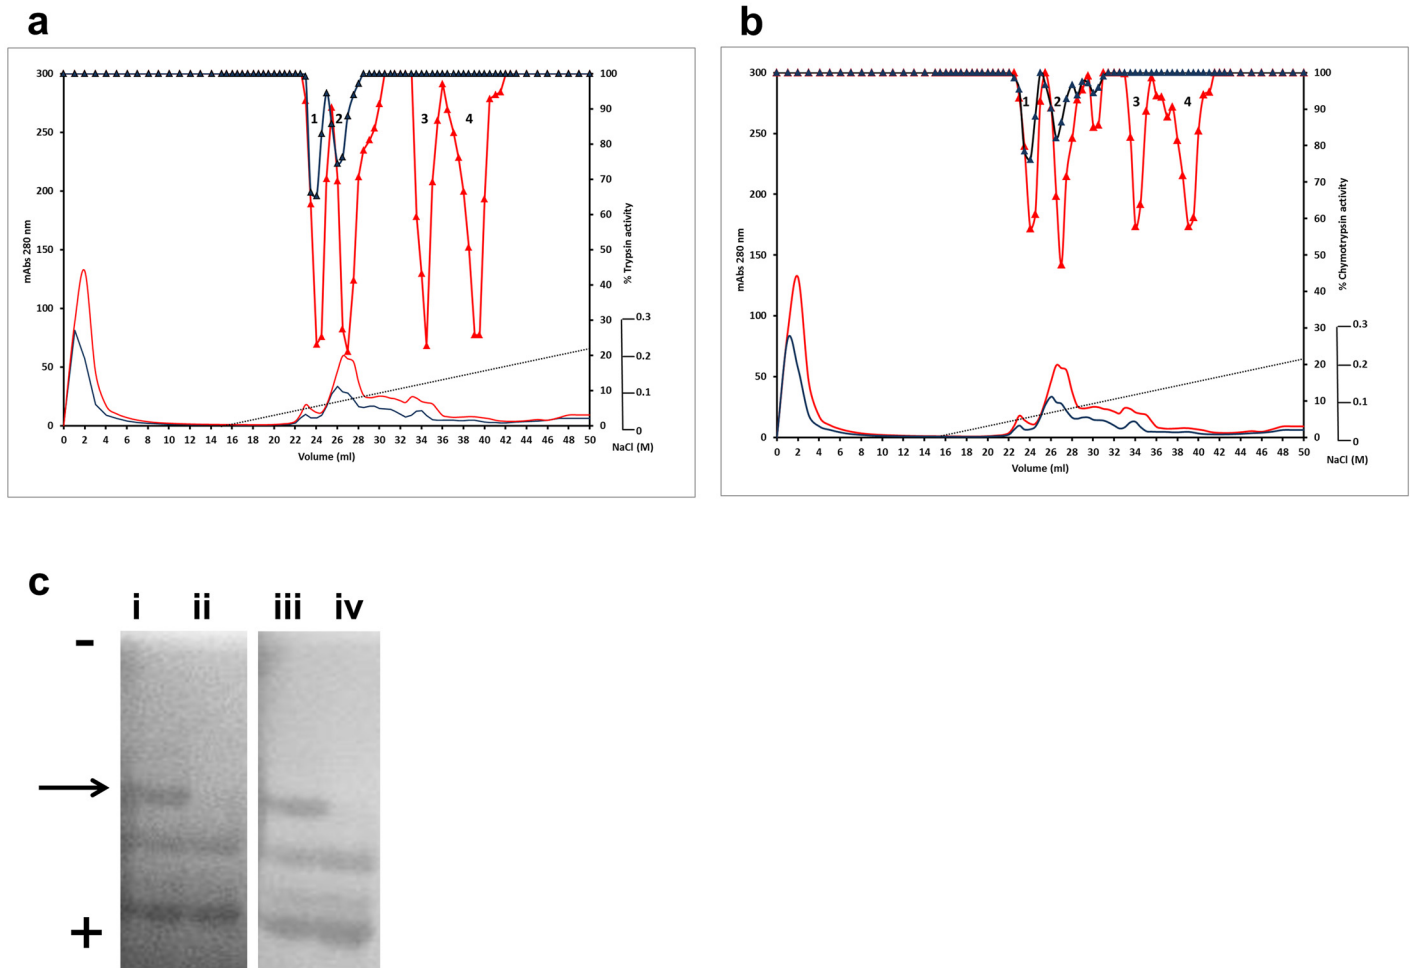 a
300
250
200
150
100
50
0
mAbs 280 nm
0 2 4 6 8 10 12 14 16 18 20 22 24 26 28 30 32 34 36 38 40 42 44 46 48 50
Volume (ml)
1 2 3 4
100
90
80
70
60
50
40
30
20
10
0
% Trypsin activity
0.3
0.2
0.1
0
NaCl (M)
b
300
250
200
150
100
50
0
mAbs 280 nm
0 2 4 6 8 10 12 14 16 18 20 22 24 26 28 30 32 34 36 38 40 42 44 46 48 50
Volume (ml)
1 2 3 4
100
90
80
70
60
50
40
30
20
10
0
% Chymotrypsin activity
0.3
0.2
0.1
0
NaCl (M)
c
i ii iii iv
-
+